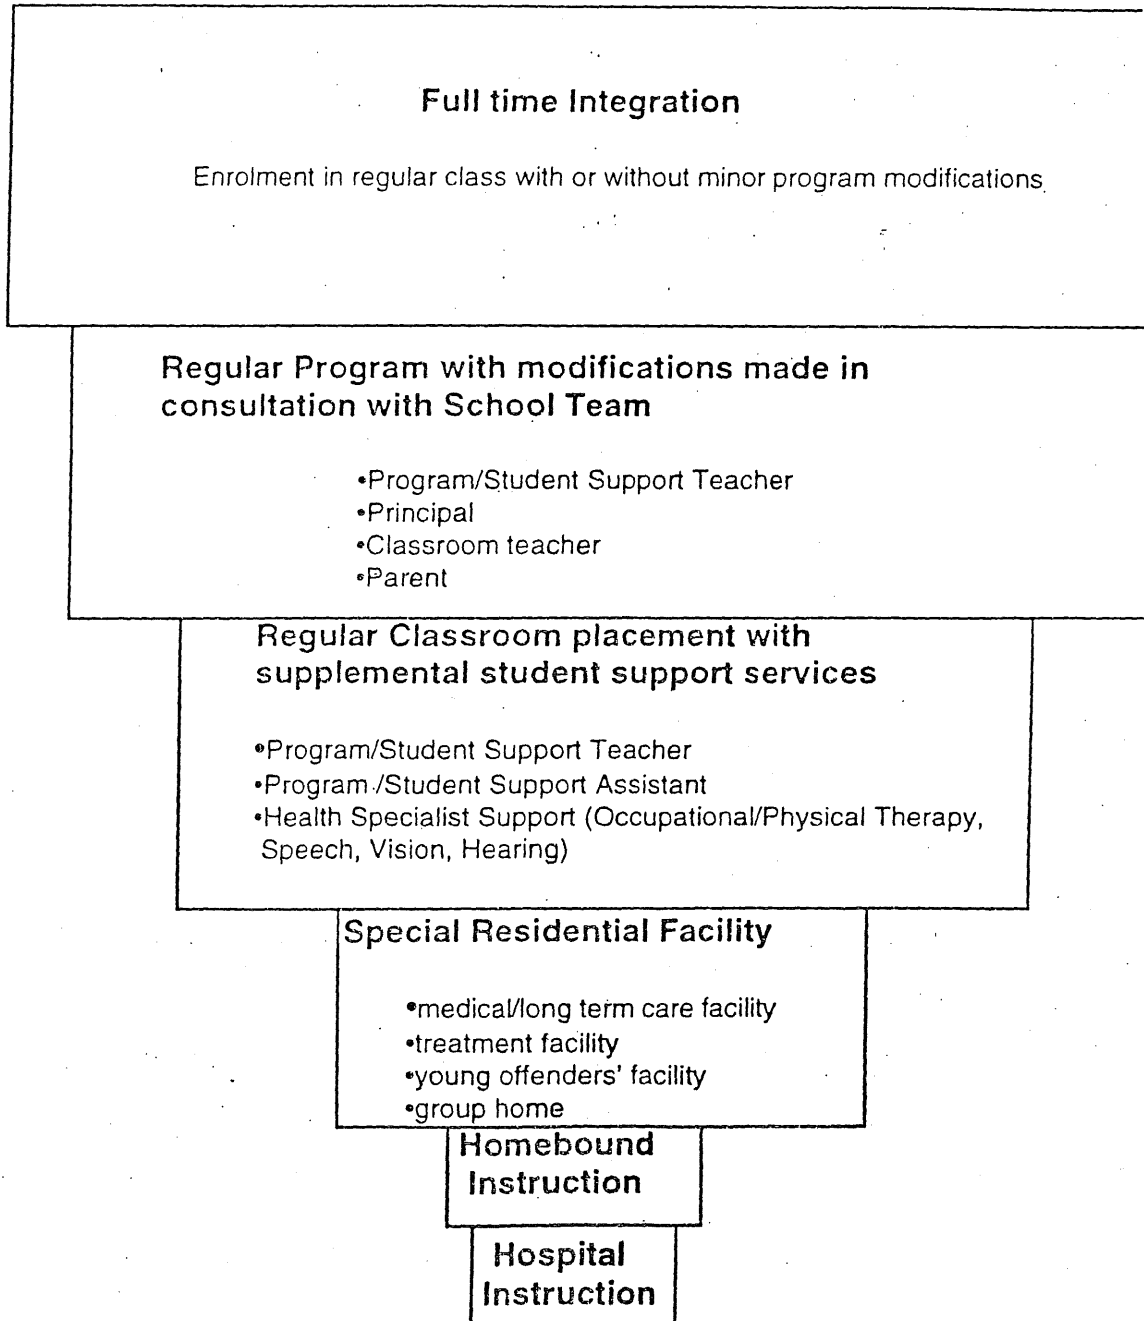 Full time Integration
Enrolment in regular class with or without minor program modifications
Regular Program with modifications made in
consultation with School Team
•Program/Student Support Teacher
•Principal
•Classroom teacher
•Parent
Regular Classroom placement with
supplemental student support services
•Program/Student Support Teacher
•Program/Student Support Assistant
•Health Specialist Support (Occupational/Physical Therapy,
Speech, Vision, Hearing)
Special Residential Facility
•medical/long term care facility
•treatment facility
•young offenders' facility
•group home
Homebound
Instruction
Hospital
Instruction